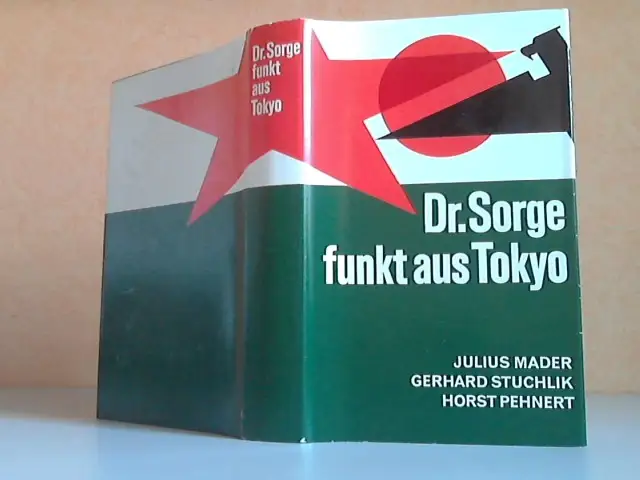 Dr. Sorge
funkt
aus
Tokyo
Dr. Sorge
funkt aus Tokyo
JULIUS MADER
GERHARD STUCHLIK
HORST PEHNERT